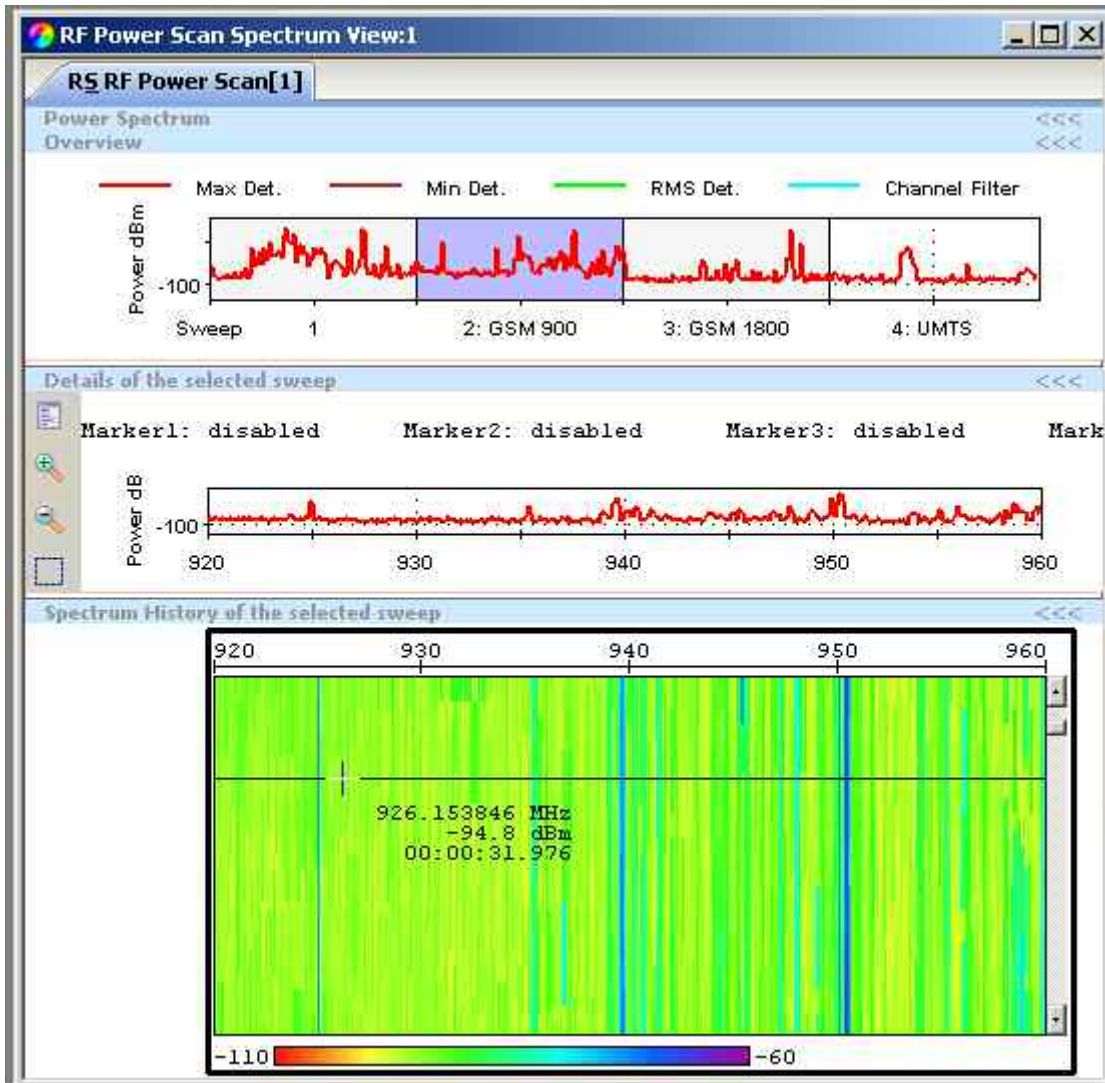 RF Power Scan Spectrum View:1
RS RF Power Scan[1]
Power Spectrum <<<
Overview <<<
Max Det. Min Det. RMS Det. Channel Filter
Power dBm
-100
Sweep 1 2: GSM 900 3: GSM 1800 4: UMTS
Details of the selected sweep <<<
Marker1: disabled Marker2: disabled Marker3: disabled Mark
Power dB
-100
920 930 940 950 960
Spectrum History of the selected sweep <<<
920 930 940 950 960
926.153846 MHz
-94.8 dBm
00:00:31.976
-110 -60